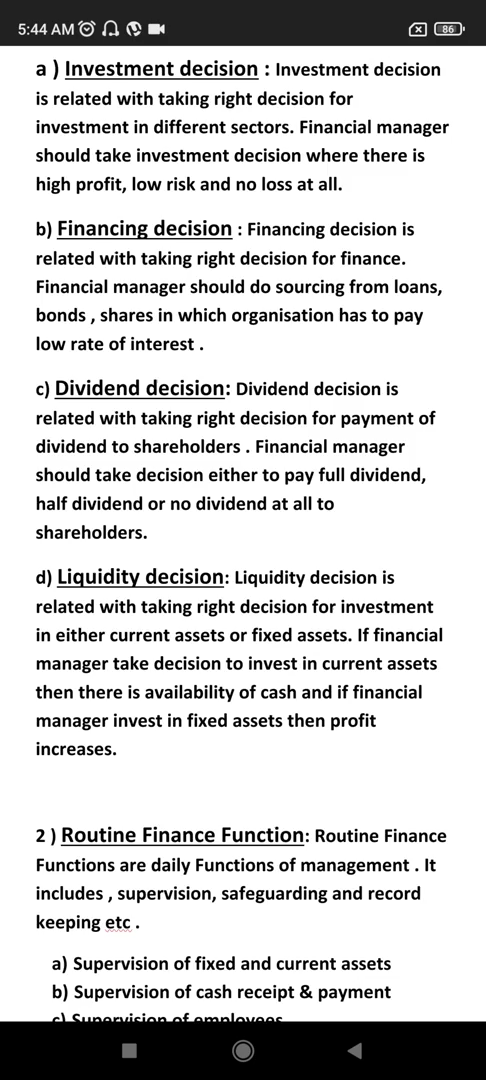 5:44 AM
86
a ) Investment decision : Investment decision
is related with taking right decision for
investment in different sectors. Financial manager
should take investment decision where there is
high profit, low risk and no loss at all.
b) Financing decision : Financing decision is
related with taking right decision for finance.
Financial manager should do sourcing from loans,
bonds , shares in which organisation has to pay
low rate of interest .
c) Dividend decision: Dividend decision is
related with taking right decision for payment of
dividend to shareholders . Financial manager
should take decision either to pay full dividend,
half dividend or no dividend at all to
shareholders.
d) Liquidity decision: Liquidity decision is
related with taking right decision for investment
in either current assets or fixed assets. If financial
manager take decision to invest in current assets
then there is availability of cash and if financial
manager invest in fixed assets then profit
increases.
2 ) Routine Finance Function: Routine Finance
Functions are daily Functions of management . It
includes , supervision, safeguarding and record
keeping etc .
a) Supervision of fixed and current assets
b) Supervision of cash receipt & payment
c) Supervision of employees